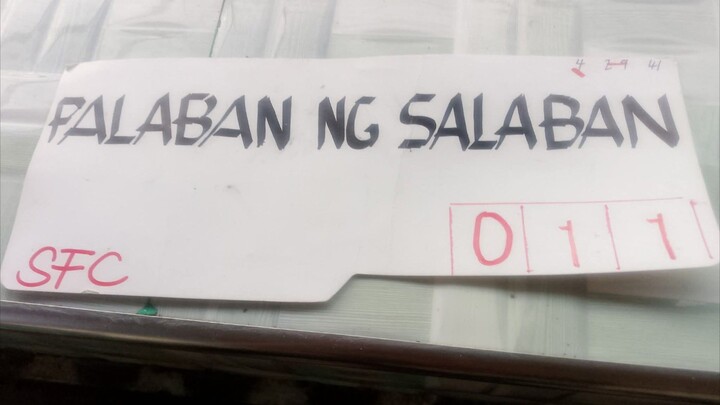 4 29 41
PALABAN NG SALABAN
0 1 1
SFC